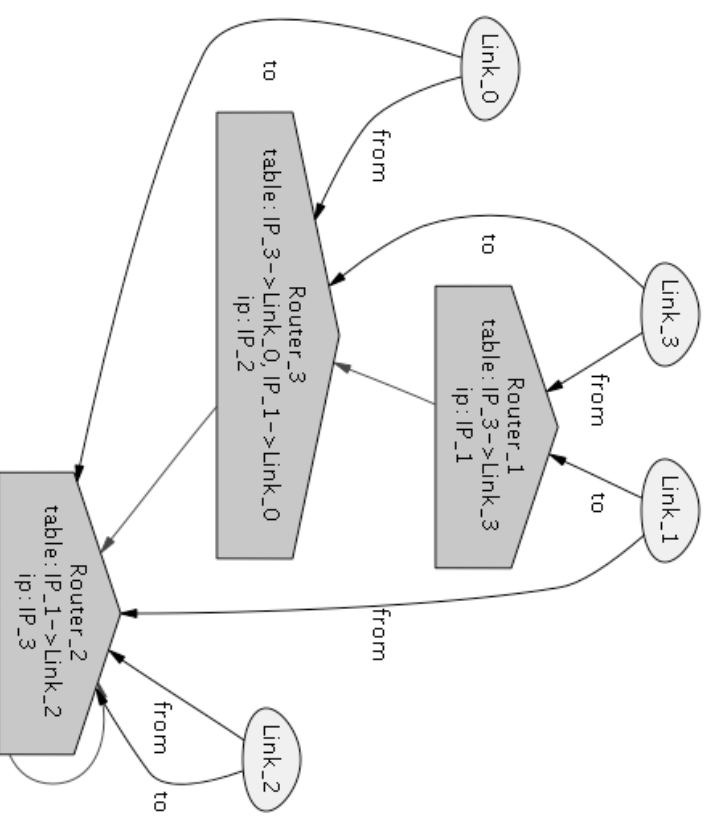 Link_3
Link_1
from
to
Router_1
table: IP_3->Link_3
ip: IP_1
Link_0
to
from
from
Router_3
table: IP_3->Link_0, IP_1->Link_0
ip: IP_2
to
Link_2
from
to
Router_2
table: IP_1->Link_2
ip: IP_3